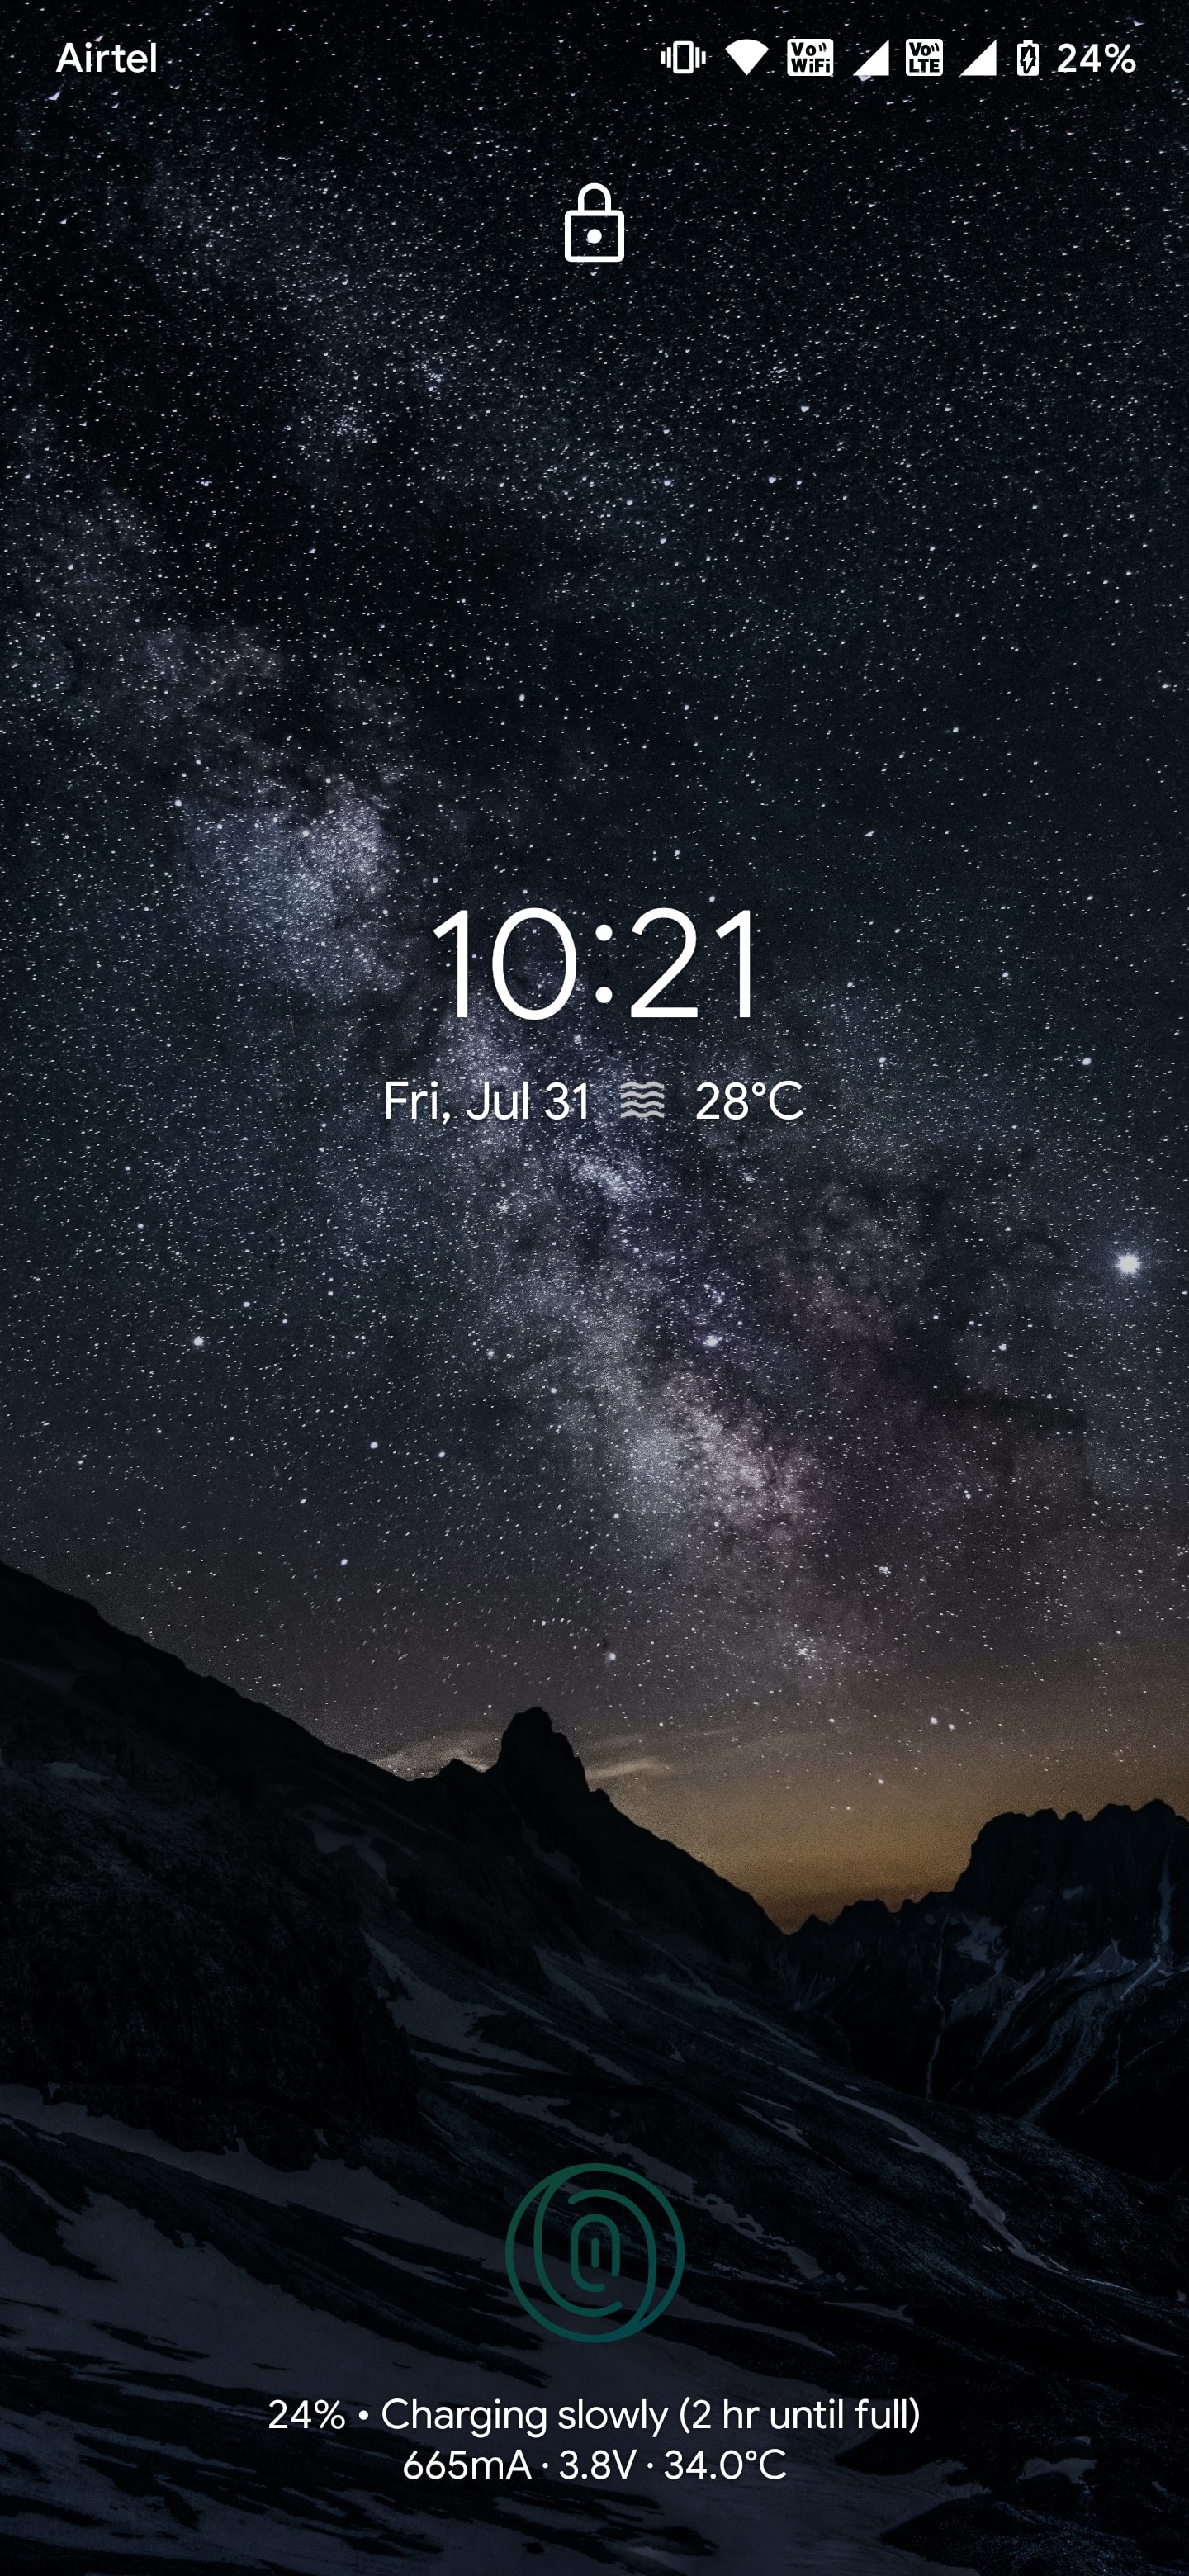 Airtel
Vo WiFi
Vo LTE
24%
10:21
Fri, Jul 31 28°C
24% • Charging slowly (2 hr until full)
665mA · 3.8V · 34.0°C